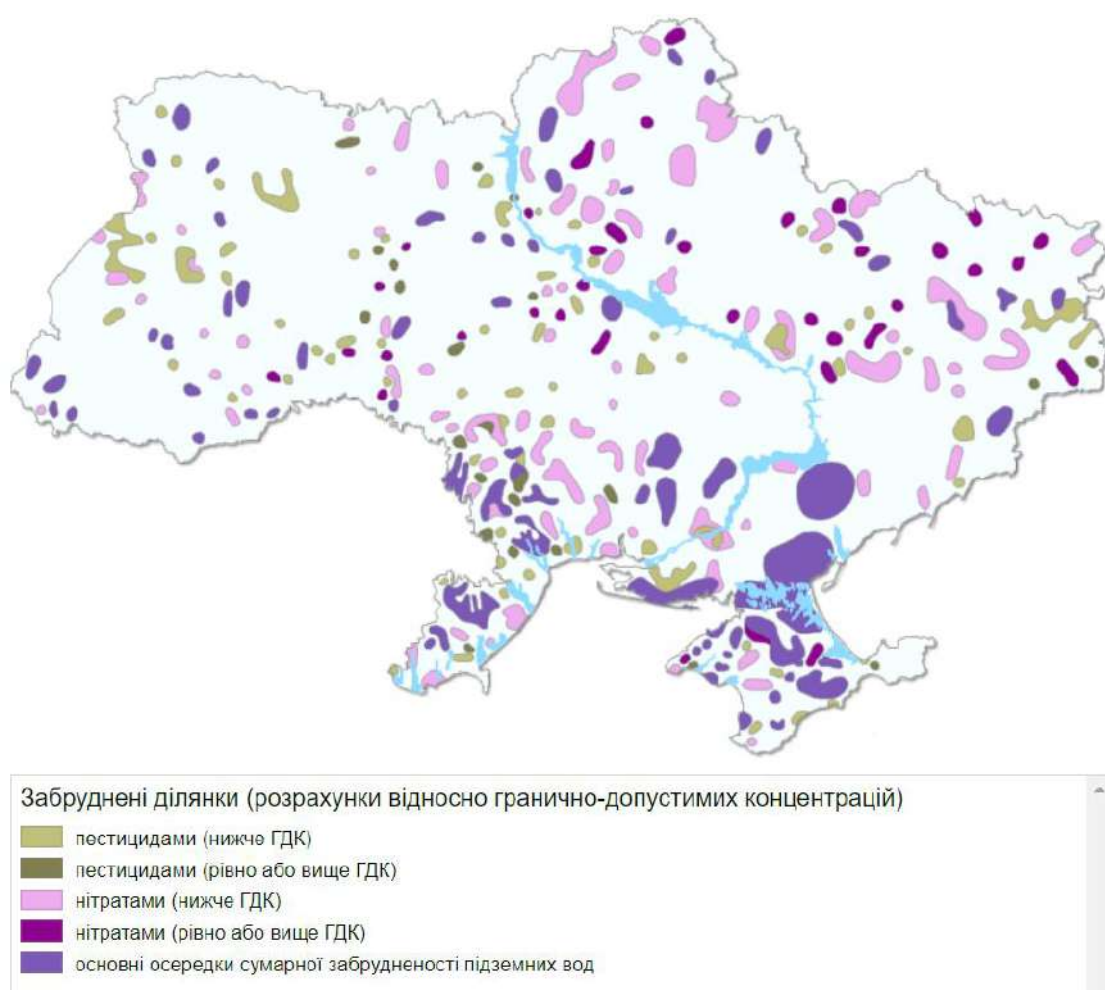 Забруднені ділянки (розрахунки відносно гранично-допустимих концентрацій)
пестицидами (нижче ГДК)
пестицидами (рівно або вище ГДК)
нітратами (нижче ГДК)
нітратами (рівно або вище ГДК)
основні осередки сумарної забрудненості підземних вод